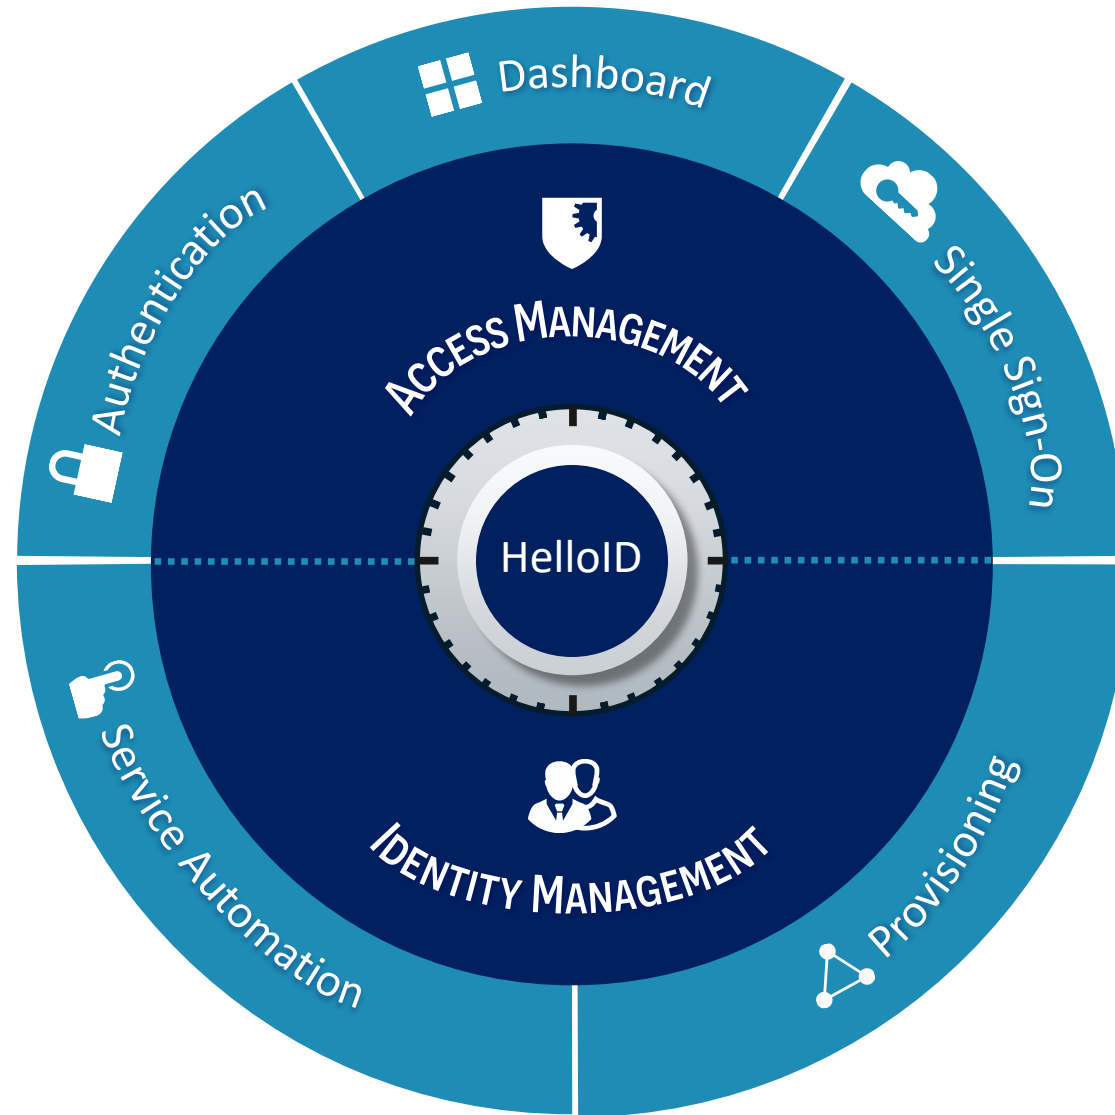 Dashboard
Authentication
Single Sign-On
ACCESS MANAGEMENT
HelloID
IDENTITY MANAGEMENT
Service Automation
Provisioning